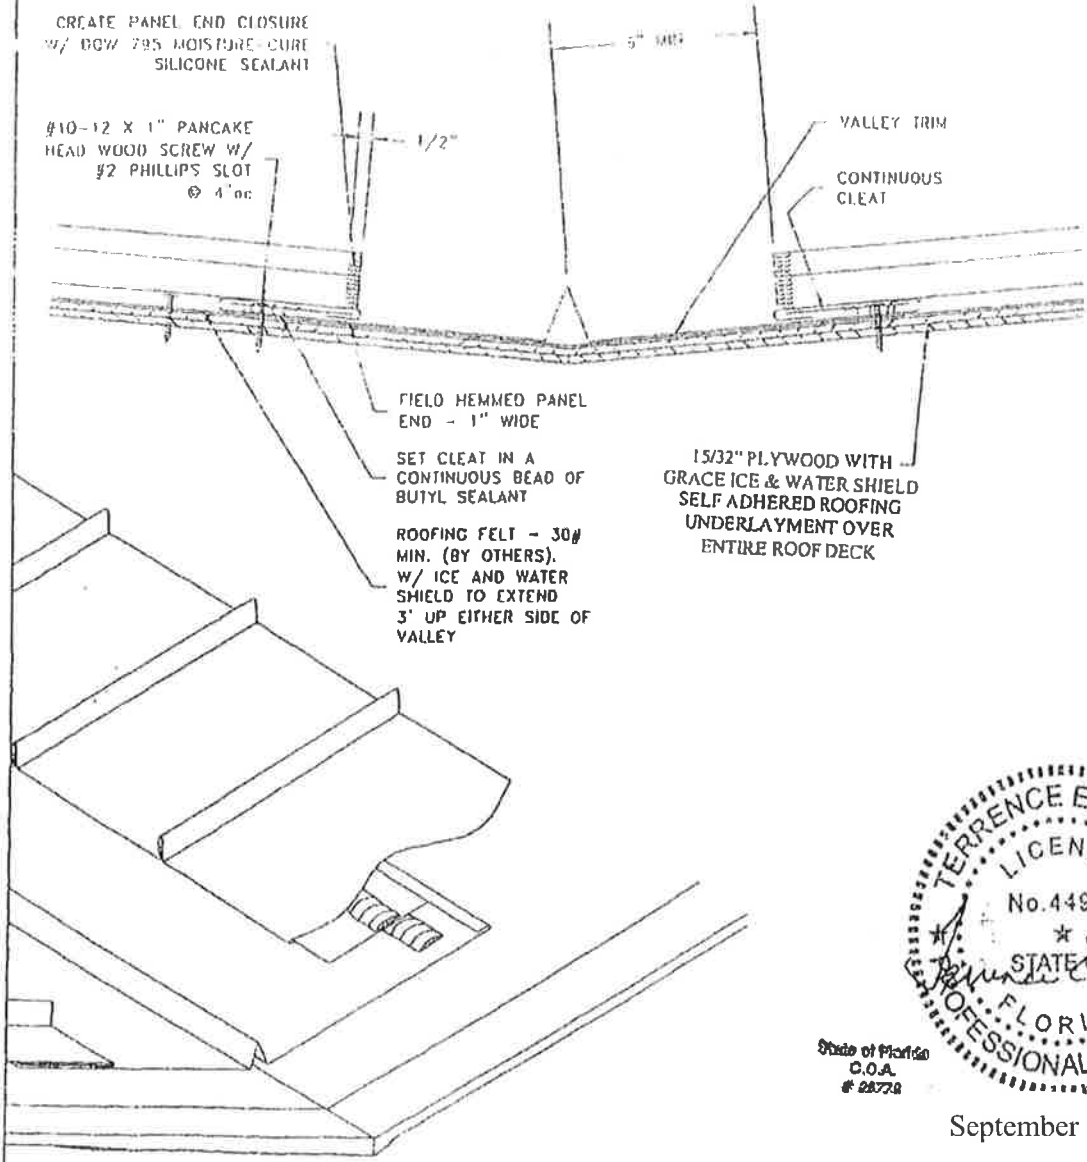 CREATE PANEL END CLOSURE
W/ DOW 795 MOISTURE-CURE
SILICONE SEALANT
#10-12 X 1" PANCAKE
HEAD WOOD SCREW W/
#2 PHILLIPS SLOT
@ 4"oc
1/2"
MIN
VALLEY TRIM
CONTINUOUS
CLEAT
FIELD HEMMED PANEL
END - 1" WIDE
SET CLEAT IN A
CONTINUOUS BEAD OF
BUTYL SEALANT
ROOFING FELT - 30#
MIN. (BY OTHERS).
W/ ICE AND WATER
SHIELD TO EXTEND
3' UP EITHER SIDE OF
VALLEY
15/32" PLYWOOD WITH
GRACE ICE & WATER SHIELD
SELF ADHERED ROOFING
UNDERLAYMENT OVER
ENTIRE ROOF DECK
TERRENCE E
LICEN
No.449
STATE
FLORI
PROFESSIONAL
State of Florida
C.O.A.
September